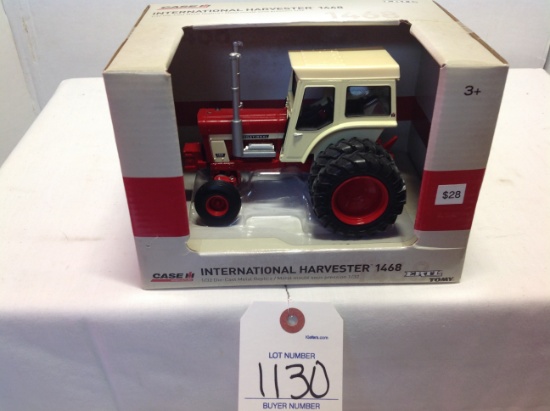 CASE IH INTERNATIONAL HARVESTER 1468
3+
$28
CASE IH INTERNATIONAL HARVESTER 1468
ERTL
TOMY
LOT NUMBER
1130
BUYER NUMBER